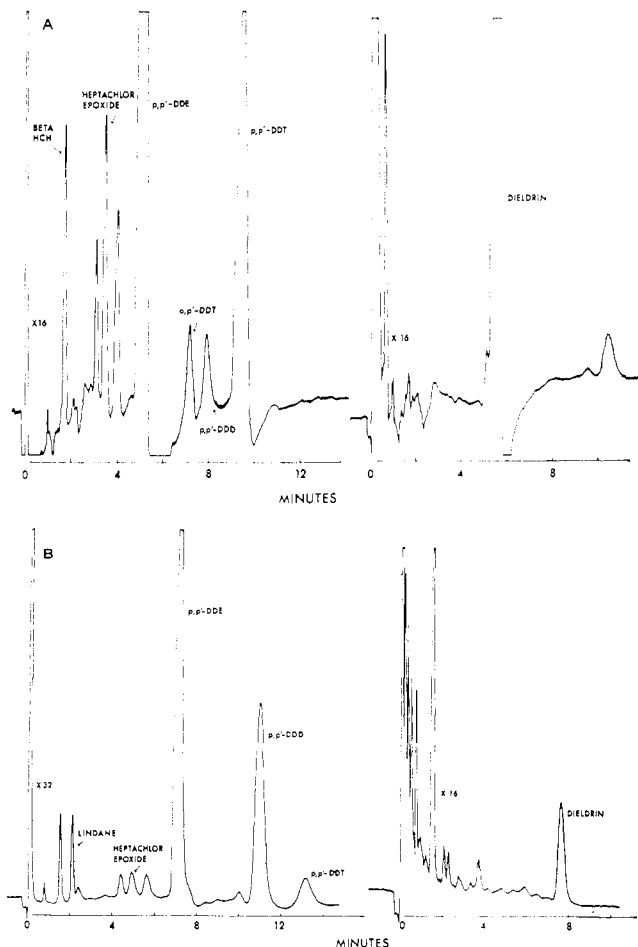 A
HEPTACHLOR
EPOXIDE
BETA
HCH
p,p'-DDE
p,p'-DDT
X16
o,p'-DDT
p,p'-DDD
0 4 8 12
DIELDRIN
X 16
0 4 8
MINUTES
B
p,p'-DDE
p,p'-DDD
X32
LINDANE
HEPTACHLOR
EPOXIDE
p,p'-DDT
0 4 8 12
X 16
DIELDRIN
0 4 8
MINUTES